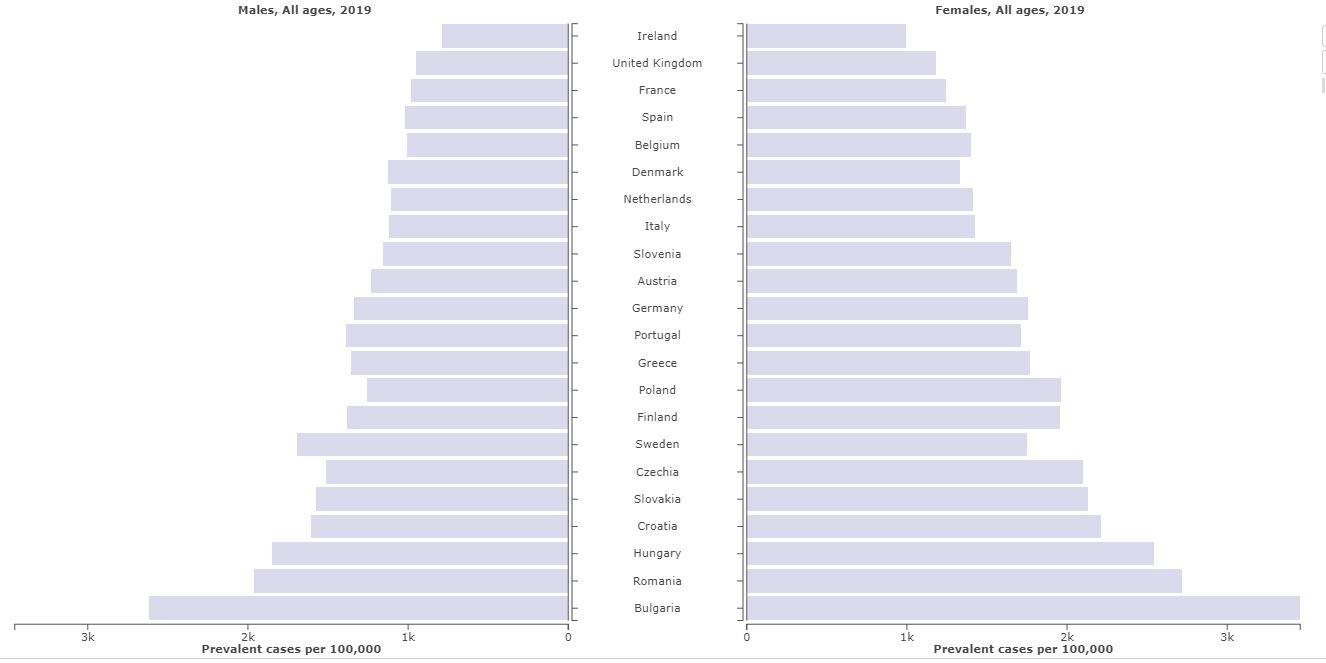 Males, All ages, 2019
Females, All ages, 2019
Ireland
United Kingdom
France
Spain
Belgium
Denmark
Netherlands
Italy
Slovenia
Austria
Germany
Portugal
Greece
Poland
Finland
Sweden
Czechia
Slovakia
Croatia
Hungary
Romania
Bulgaria
3k 2k 1k 0
0 1k 2k 3k
Prevalent cases per 100,000
Prevalent cases per 100,000